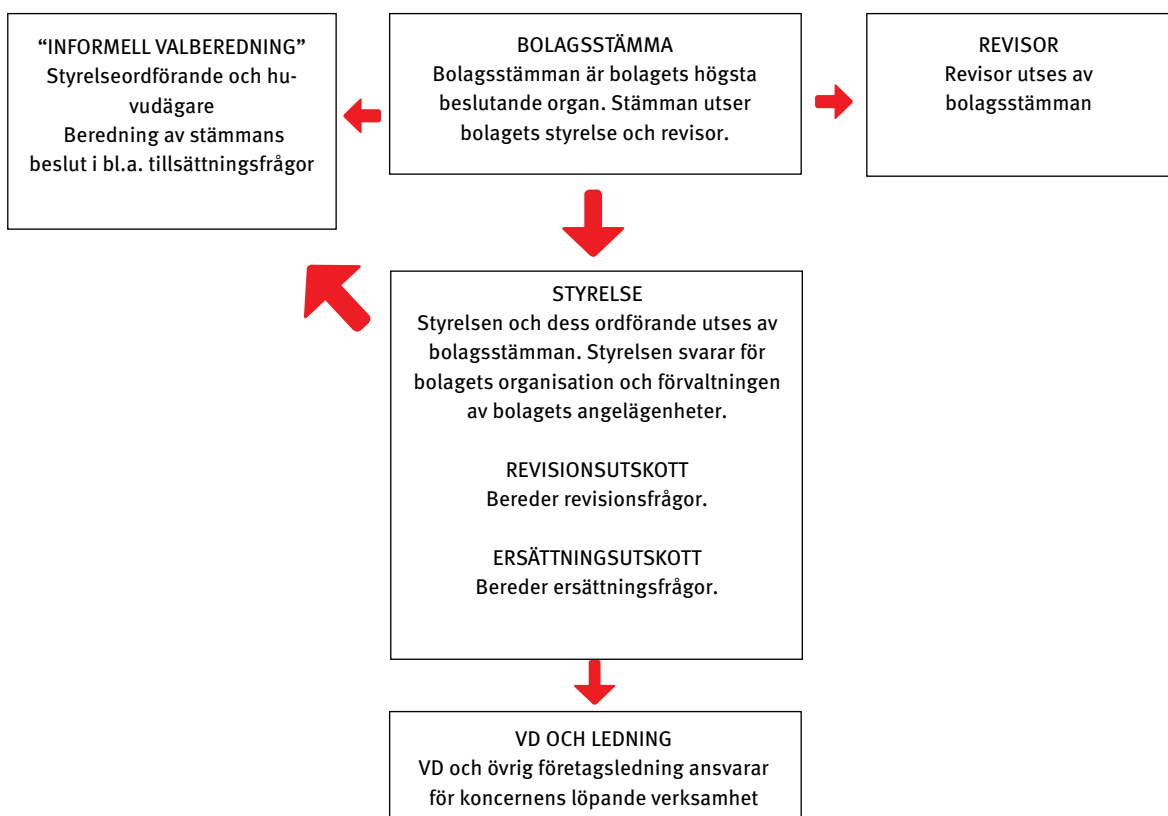 “INFORMELL VALBEREDNING”
Styrelseordförande och hu-
vudägare
Beredning av stämmans
beslut i bl.a. tillsättningsfrågor
BOLAGSSTÄMMA
Bolagsstämman är bolagets högsta
beslutande organ. Stämman utser
bolagets styrelse och revisor.
REVISOR
Revisor utses av
bolagsstämman
STYRELSE
Styrelsen och dess ordförande utses av
bolagsstämman. Styrelsen svarar för
bolagets organisation och förvaltningen
av bolagets angelägenheter.
REVISIONSUTSKOTT
Bereder revisionsfrågor.
ERSÄTTNINGSUTSKOTT
Bereder ersättningsfrågor.
VD OCH LEDNING
VD och övrig företagsledning ansvarar
för koncernens löpande verksamhet